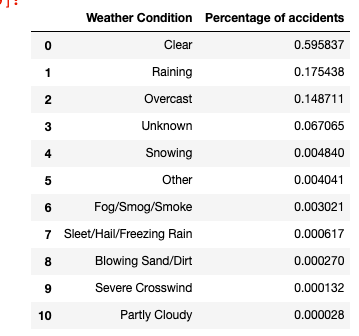 Weather Condition Percentage of accidents
0 Clear 0.595837
1 Raining 0.175438
2 Overcast 0.148711
3 Unknown 0.067065
4 Snowing 0.004840
5 Other 0.004041
6 Fog/Smog/Smoke 0.003021
7 Sleet/Hail/Freezing Rain 0.000617
8 Blowing Sand/Dirt 0.000270
9 Severe Crosswind 0.000132
10 Partly Cloudy 0.000028